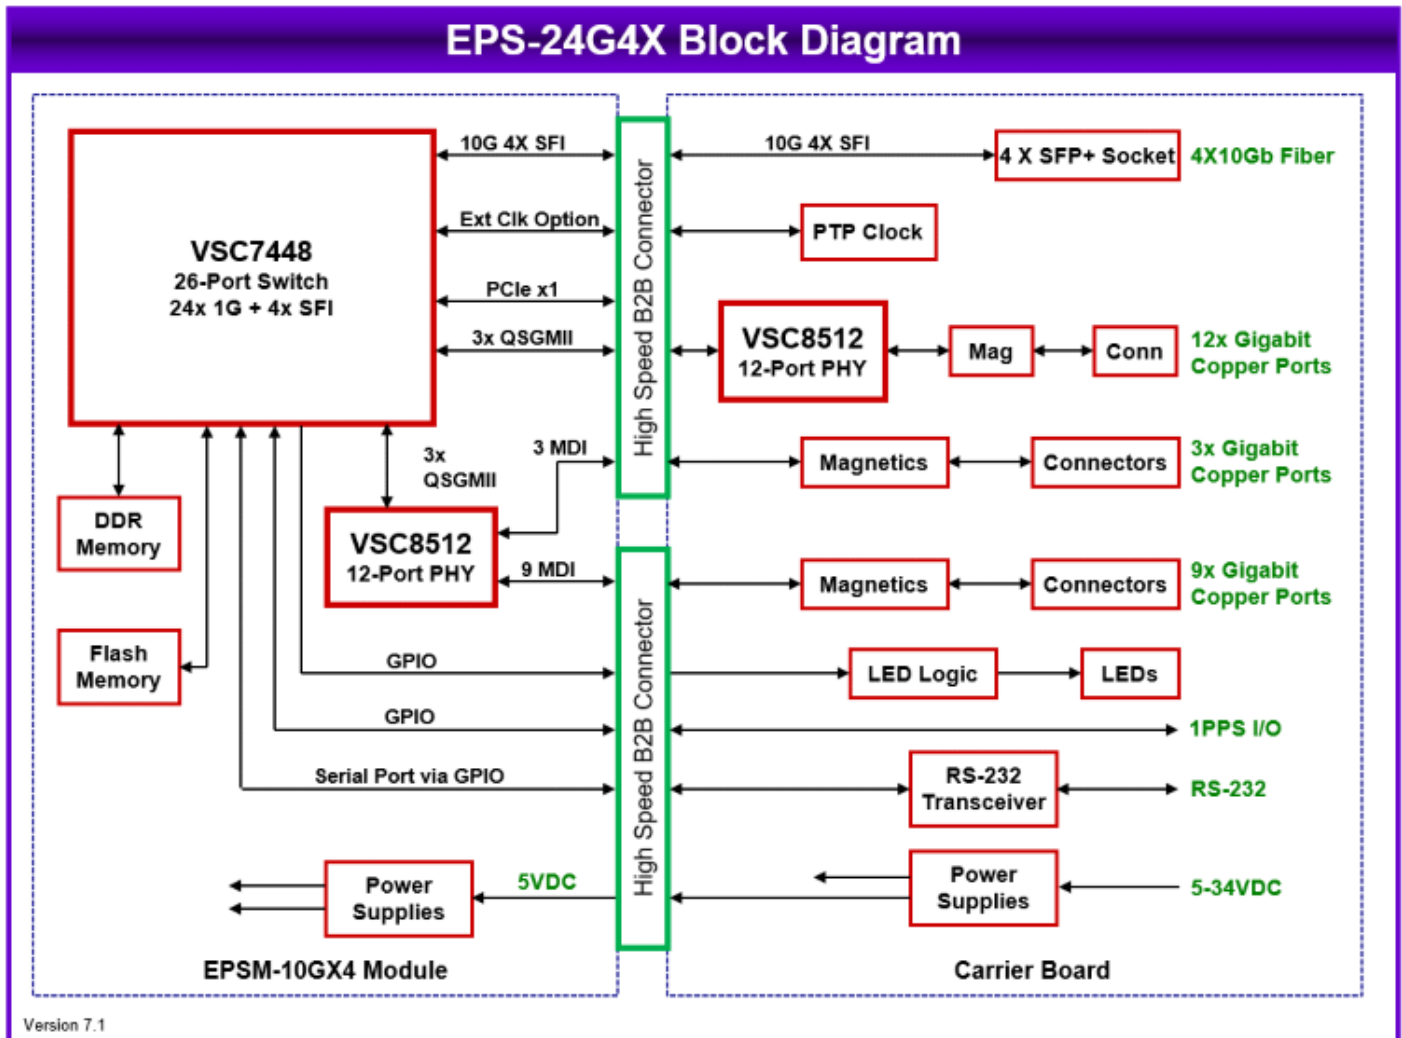 EPS-24G4X Block Diagram
10G 4X SFI
10G 4X SFI
4 X SFP+ Socket
4X10Gb Fiber
VSC7448
26-Port Switch
24x 1G + 4x SFI
Ext Clk Option
PTP Clock
PCIe x1
3x QSGMII
High Speed B2B Connector
VSC8512
12-Port PHY
Mag
Conn
12x Gigabit
Copper Ports
3x
QSGMII
3 MDI
Magnetics
Connectors
3x Gigabit
Copper Ports
DDR
Memory
VSC8512
12-Port PHY
9 MDI
High Speed B2B Connector
Magnetics
Connectors
9x Gigabit
Copper Ports
Flash
Memory
GPIO
LED Logic
LEDs
GPIO
1PPS I/O
Serial Port via GPIO
RS-232
Transceiver
RS-232
Power
Supplies
5VDC
Power
Supplies
5-34VDC
EPSM-10GX4 Module
Carrier Board
Version 7.1